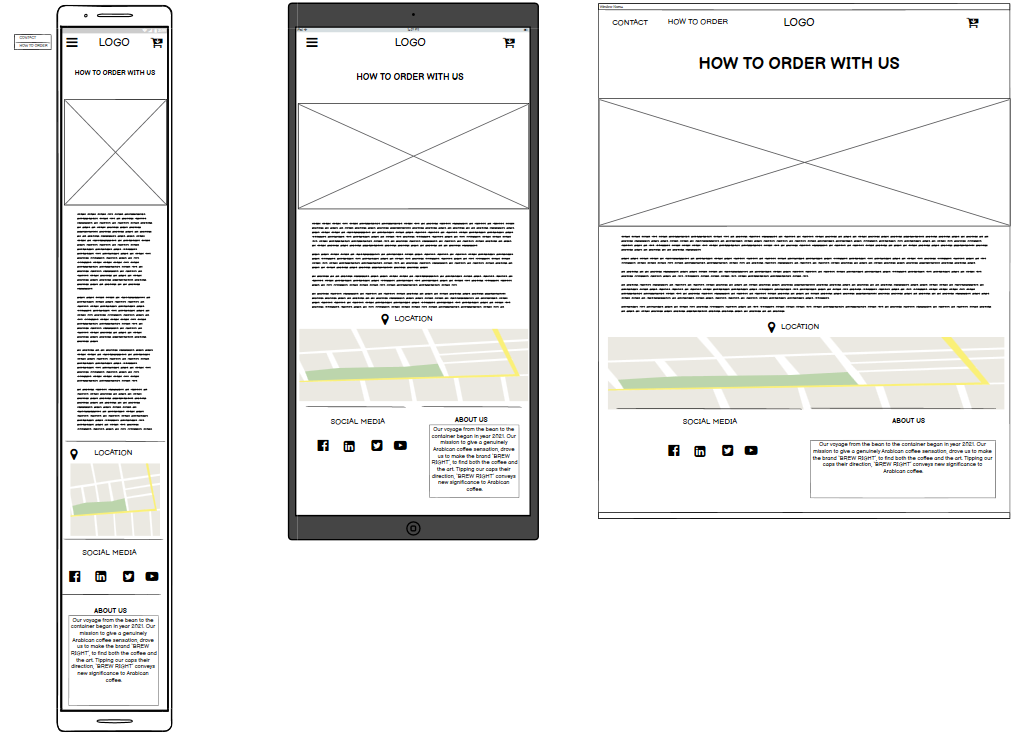 CONTACT
HOW TO ORDER
LOGO
HOW TO ORDER WITH US
LOCATION
SOCIAL MEDIA
ABOUT US
Our voyage from the bean to the
container began in year 2021. Our
mission to give a genuinely
Arabican coffee sensation, drove
us to make the brand "BREW
RIGHT", to find both the coffee and
the art. Tipping our caps their
direction, "BREW RIGHT" conveys
new significance to Arabican
coffee.
LOGO
HOW TO ORDER WITH US
LOCATION
SOCIAL MEDIA
ABOUT US
Our voyage from the bean to the
container began in year 2021. Our
mission to give a genuinely
Arabican coffee sensation, drove
us to make the brand "BREW
RIGHT", to find both the coffee and
the art. Tipping our caps their
direction, "BREW RIGHT" conveys
new significance to Arabican
coffee.
Window Name
CONTACT HOW TO ORDER LOGO
HOW TO ORDER WITH US
LOCATION
SOCIAL MEDIA
ABOUT US
Our voyage from the bean to the container began in year 2021. Our
mission to give a genuinely Arabican coffee sensation, drove us to make
the brand "BREW RIGHT", to find both the coffee and the art. Tipping our
caps their direction, "BREW RIGHT" conveys new significance to
Arabican coffee.